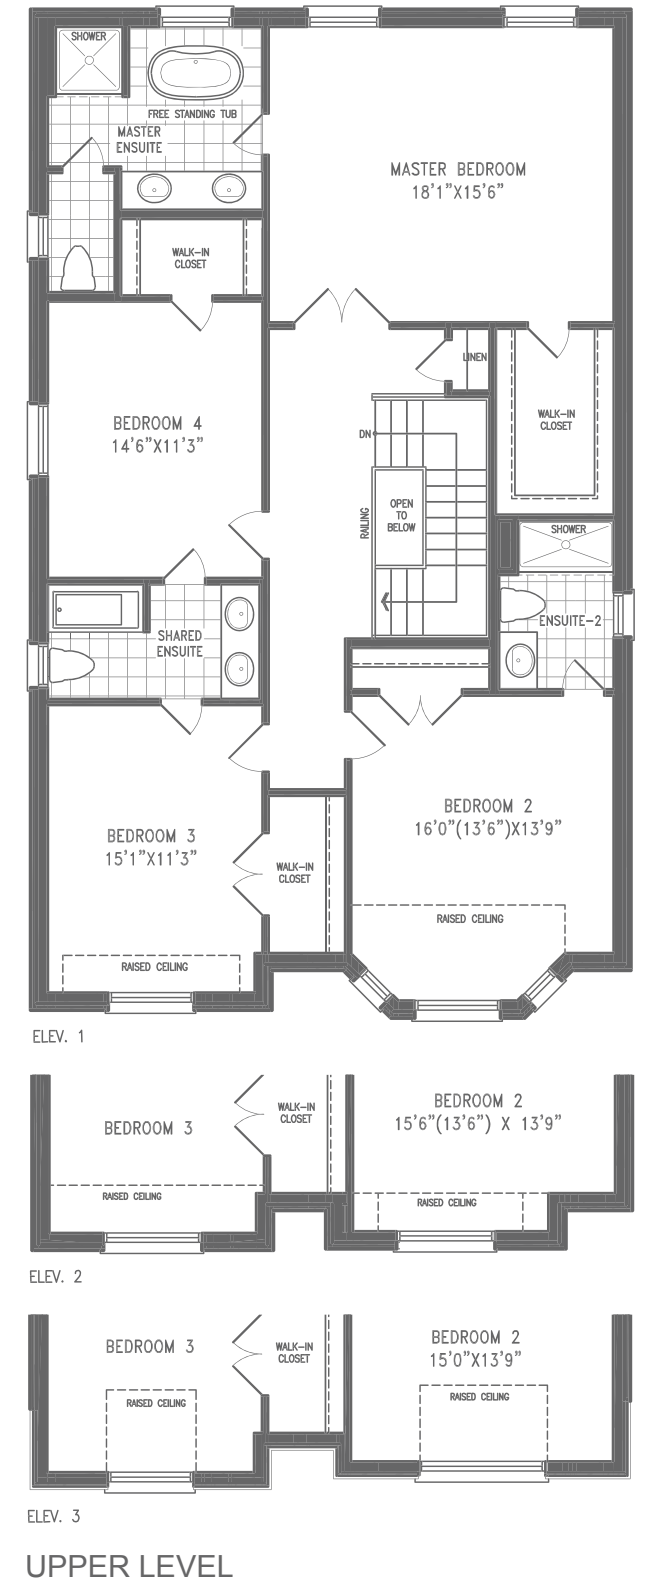 SHOWER
FREE STANDING TUB
MASTER
ENSUITE
MASTER BEDROOM
18'1"X15'6"
WALK-IN
CLOSET
LINEN
BEDROOM 4
14'6"X11'3"
WALK-IN
CLOSET
DN
OPEN
TO
BELOW
RAILING
SHOWER
ENSUITE-2
SHARED
ENSUITE
BEDROOM 2
16'0"(13'6")X13'9"
BEDROOM 3
15'1"X11'3"
WALK-IN
CLOSET
RAISED CEILING
RAISED CEILING
ELEV. 1
BEDROOM 3
WALK-IN
CLOSET
BEDROOM 2
15'6"(13'6") X 13'9"
RAISED CEILING
RAISED CEILING
ELEV. 2
BEDROOM 3
WALK-IN
CLOSET
BEDROOM 2
15'0"X13'9"
RAISED CEILING
RAISED CEILING
ELEV. 3
UPPER LEVEL